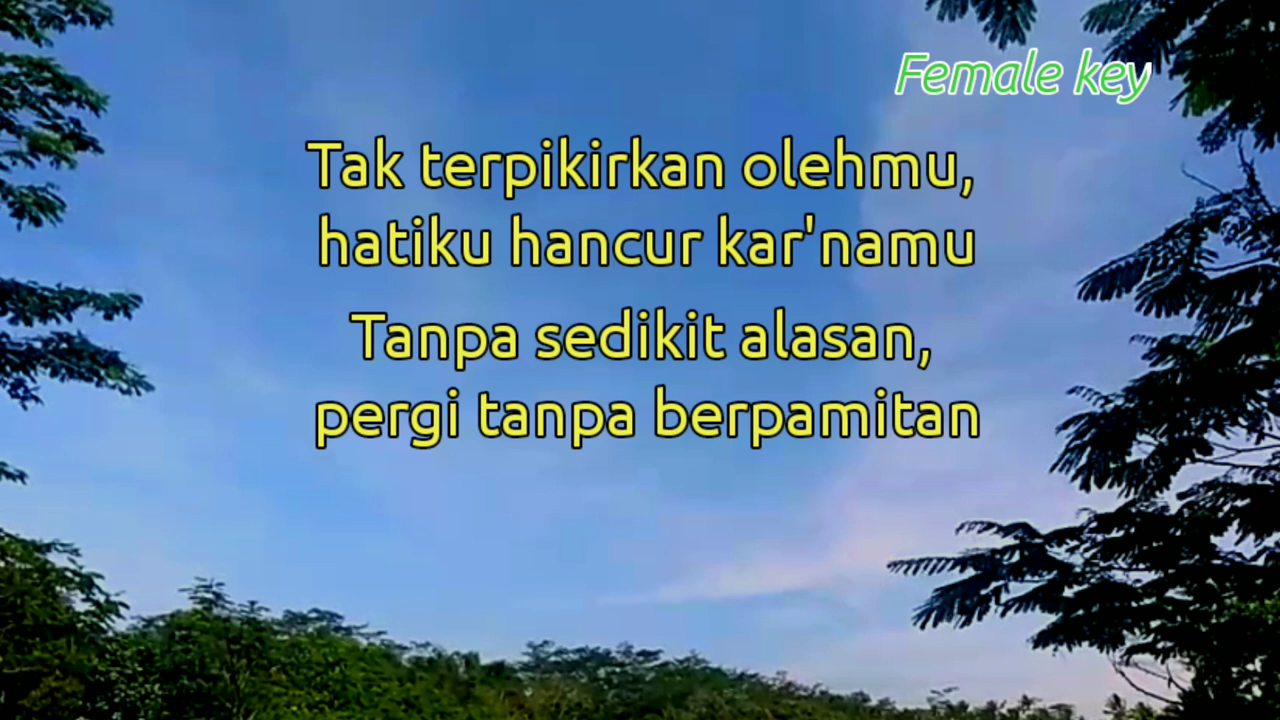 Female key
Tak terpikirkan olehmu,
hatiku hancur kar'namu
Tanpa sedikit alasan,
pergi tanpa berpamitan